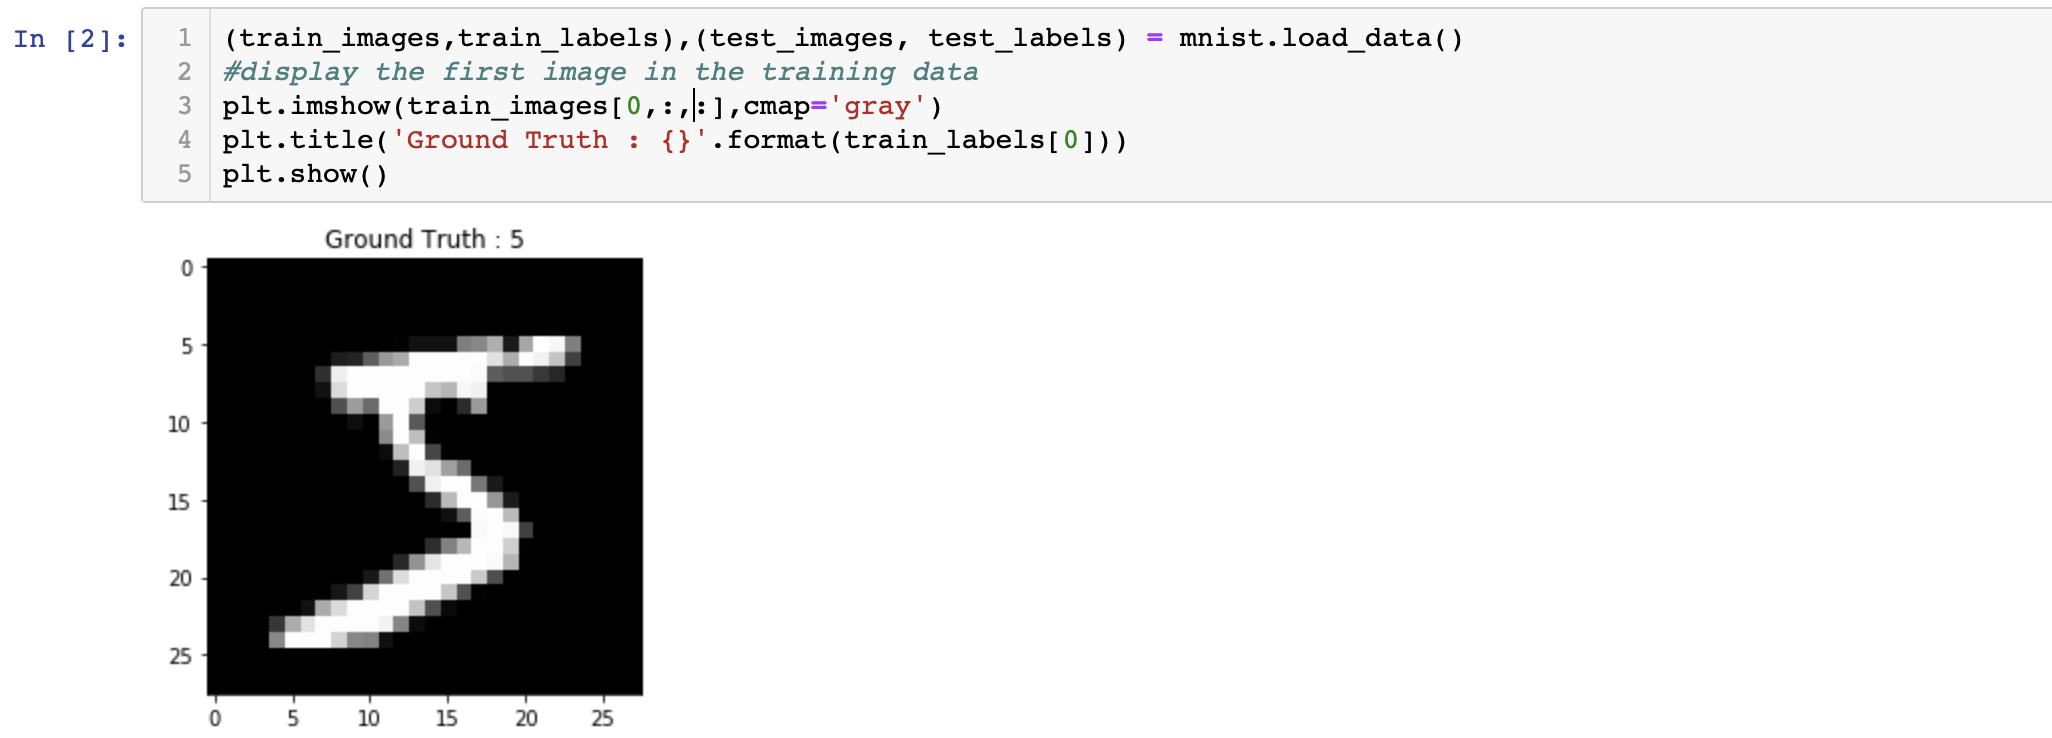 In [2]:
1 (train_images,train_labels),(test_images, test_labels) = mnist.load_data()
2 #display the first image in the training data
3 plt.imshow(train_images[0,:,:],cmap='gray')
4 plt.title('Ground Truth : {}'.format(train_labels[0]))
5 plt.show()
Ground Truth : 5
0
5
10
15
20
25
0 5 10 15 20 25